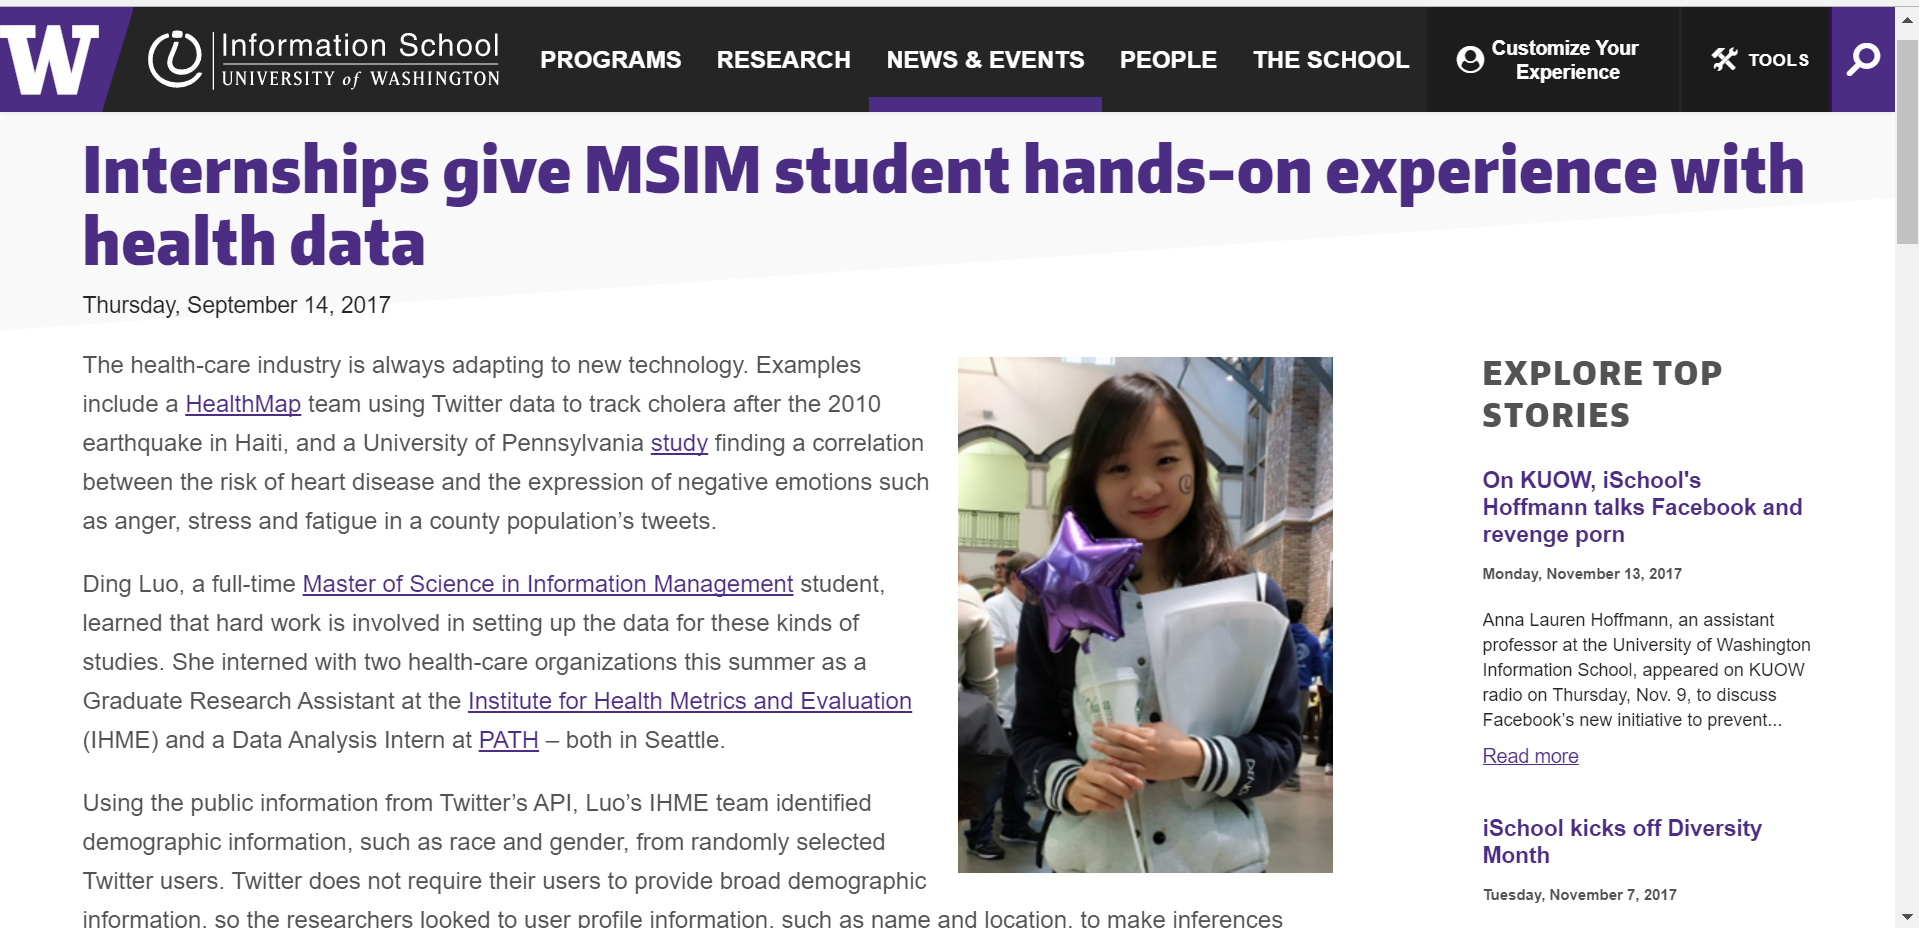 W
Information School
UNIVERSITY of WASHINGTON
PROGRAMS
RESEARCH
NEWS & EVENTS
PEOPLE
THE SCHOOL
Customize Your
Experience
TOOLS
Internships give MSIM student hands-on experience with
health data
Thursday, September 14, 2017
The health-care industry is always adapting to new technology. Examples
include a HealthMap team using Twitter data to track cholera after the 2010
earthquake in Haiti, and a University of Pennsylvania study finding a correlation
between the risk of heart disease and the expression of negative emotions such
as anger, stress and fatigue in a county population’s tweets.
Ding Luo, a full-time Master of Science in Information Management student,
learned that hard work is involved in setting up the data for these kinds of
studies. She interned with two health-care organizations this summer as a
Graduate Research Assistant at the Institute for Health Metrics and Evaluation
(IHME) and a Data Analysis Intern at PATH – both in Seattle.
Using the public information from Twitter’s API, Luo’s IHME team identified
demographic information, such as race and gender, from randomly selected
Twitter users. Twitter does not require their users to provide broad demographic
information, so the researchers looked to user profile information, such as name and location, to make inferences
EXPLORE TOP
STORIES
On KUOW, iSchool's
Hoffmann talks Facebook and
revenge porn
Monday, November 13, 2017
Anna Lauren Hoffmann, an assistant
professor at the University of Washington
Information School, appeared on KUOW
radio on Thursday, Nov. 9, to discuss
Facebook’s new initiative to prevent...
Read more
iSchool kicks off Diversity
Month
Tuesday, November 7, 2017